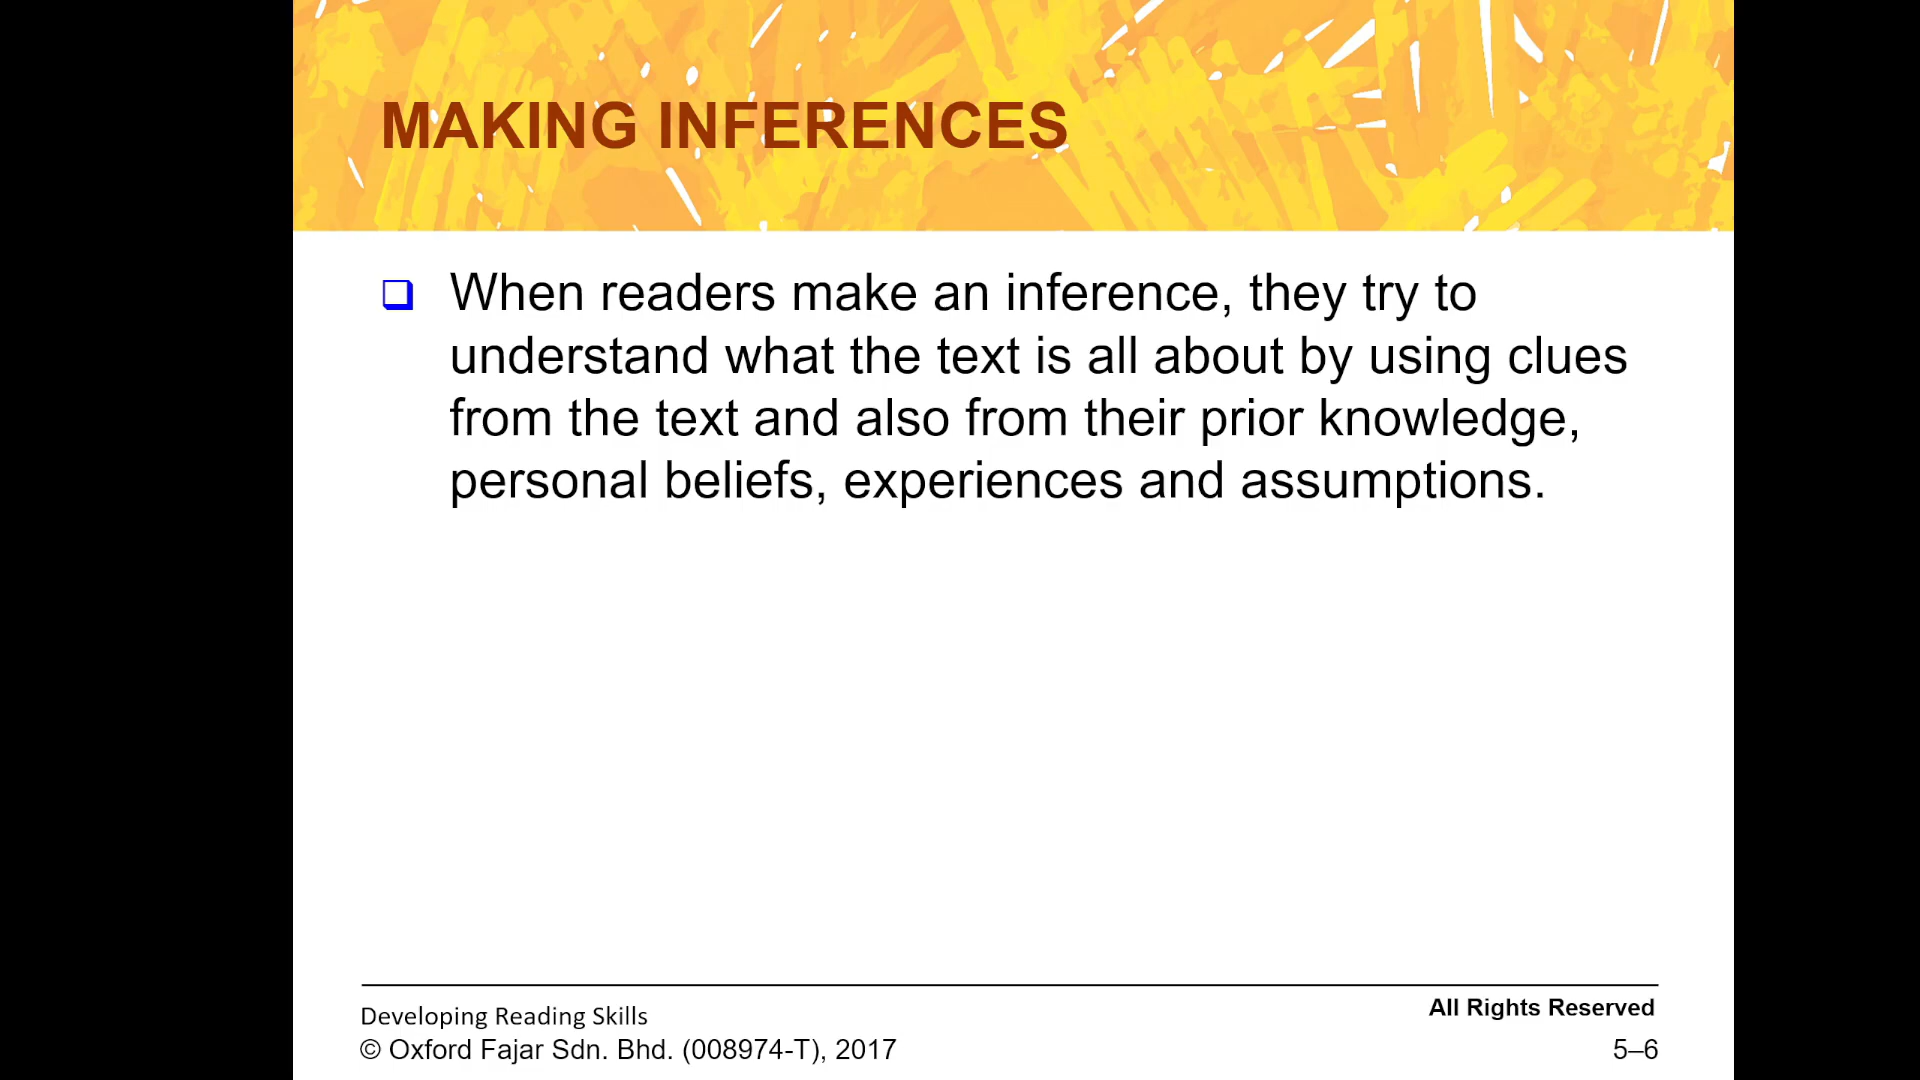 MAKING INFERENCES
When readers make an inference, they try to
understand what the text is all about by using clues
from the text and also from their prior knowledge,
personal beliefs, experiences and assumptions.
Developing Reading Skills
© Oxford Fajar Sdn. Bhd. (008974-T), 2017
All Rights Reserved
5–6